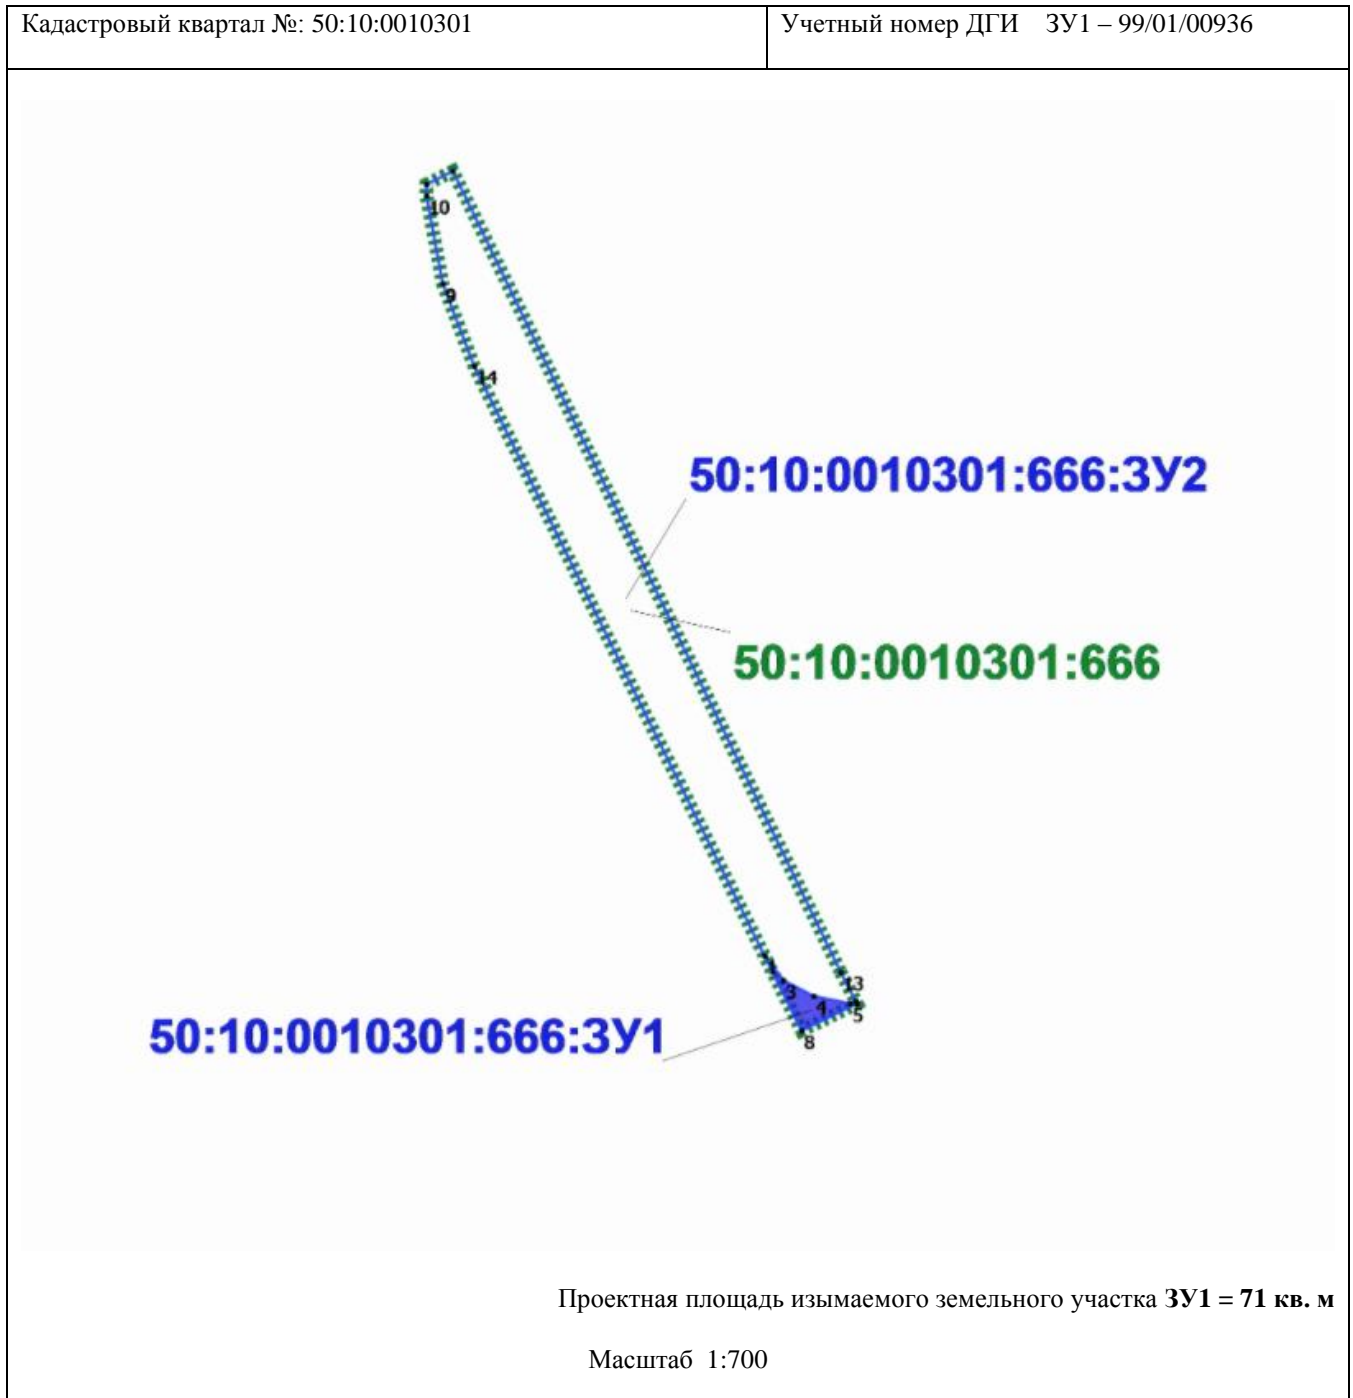 Кадастровый квартал №: 50:10:0010301
Учетный номер ДГИ ЗУ1 – 99/01/00936
10
9
14
50:10:0010301:666:ЗУ2
50:10:0010301:666
13
3
4
5
50:10:0010301:666:ЗУ1
8
Проектная площадь изымаемого земельного участка ЗУ1 = 71 кв. м
Масштаб 1:700